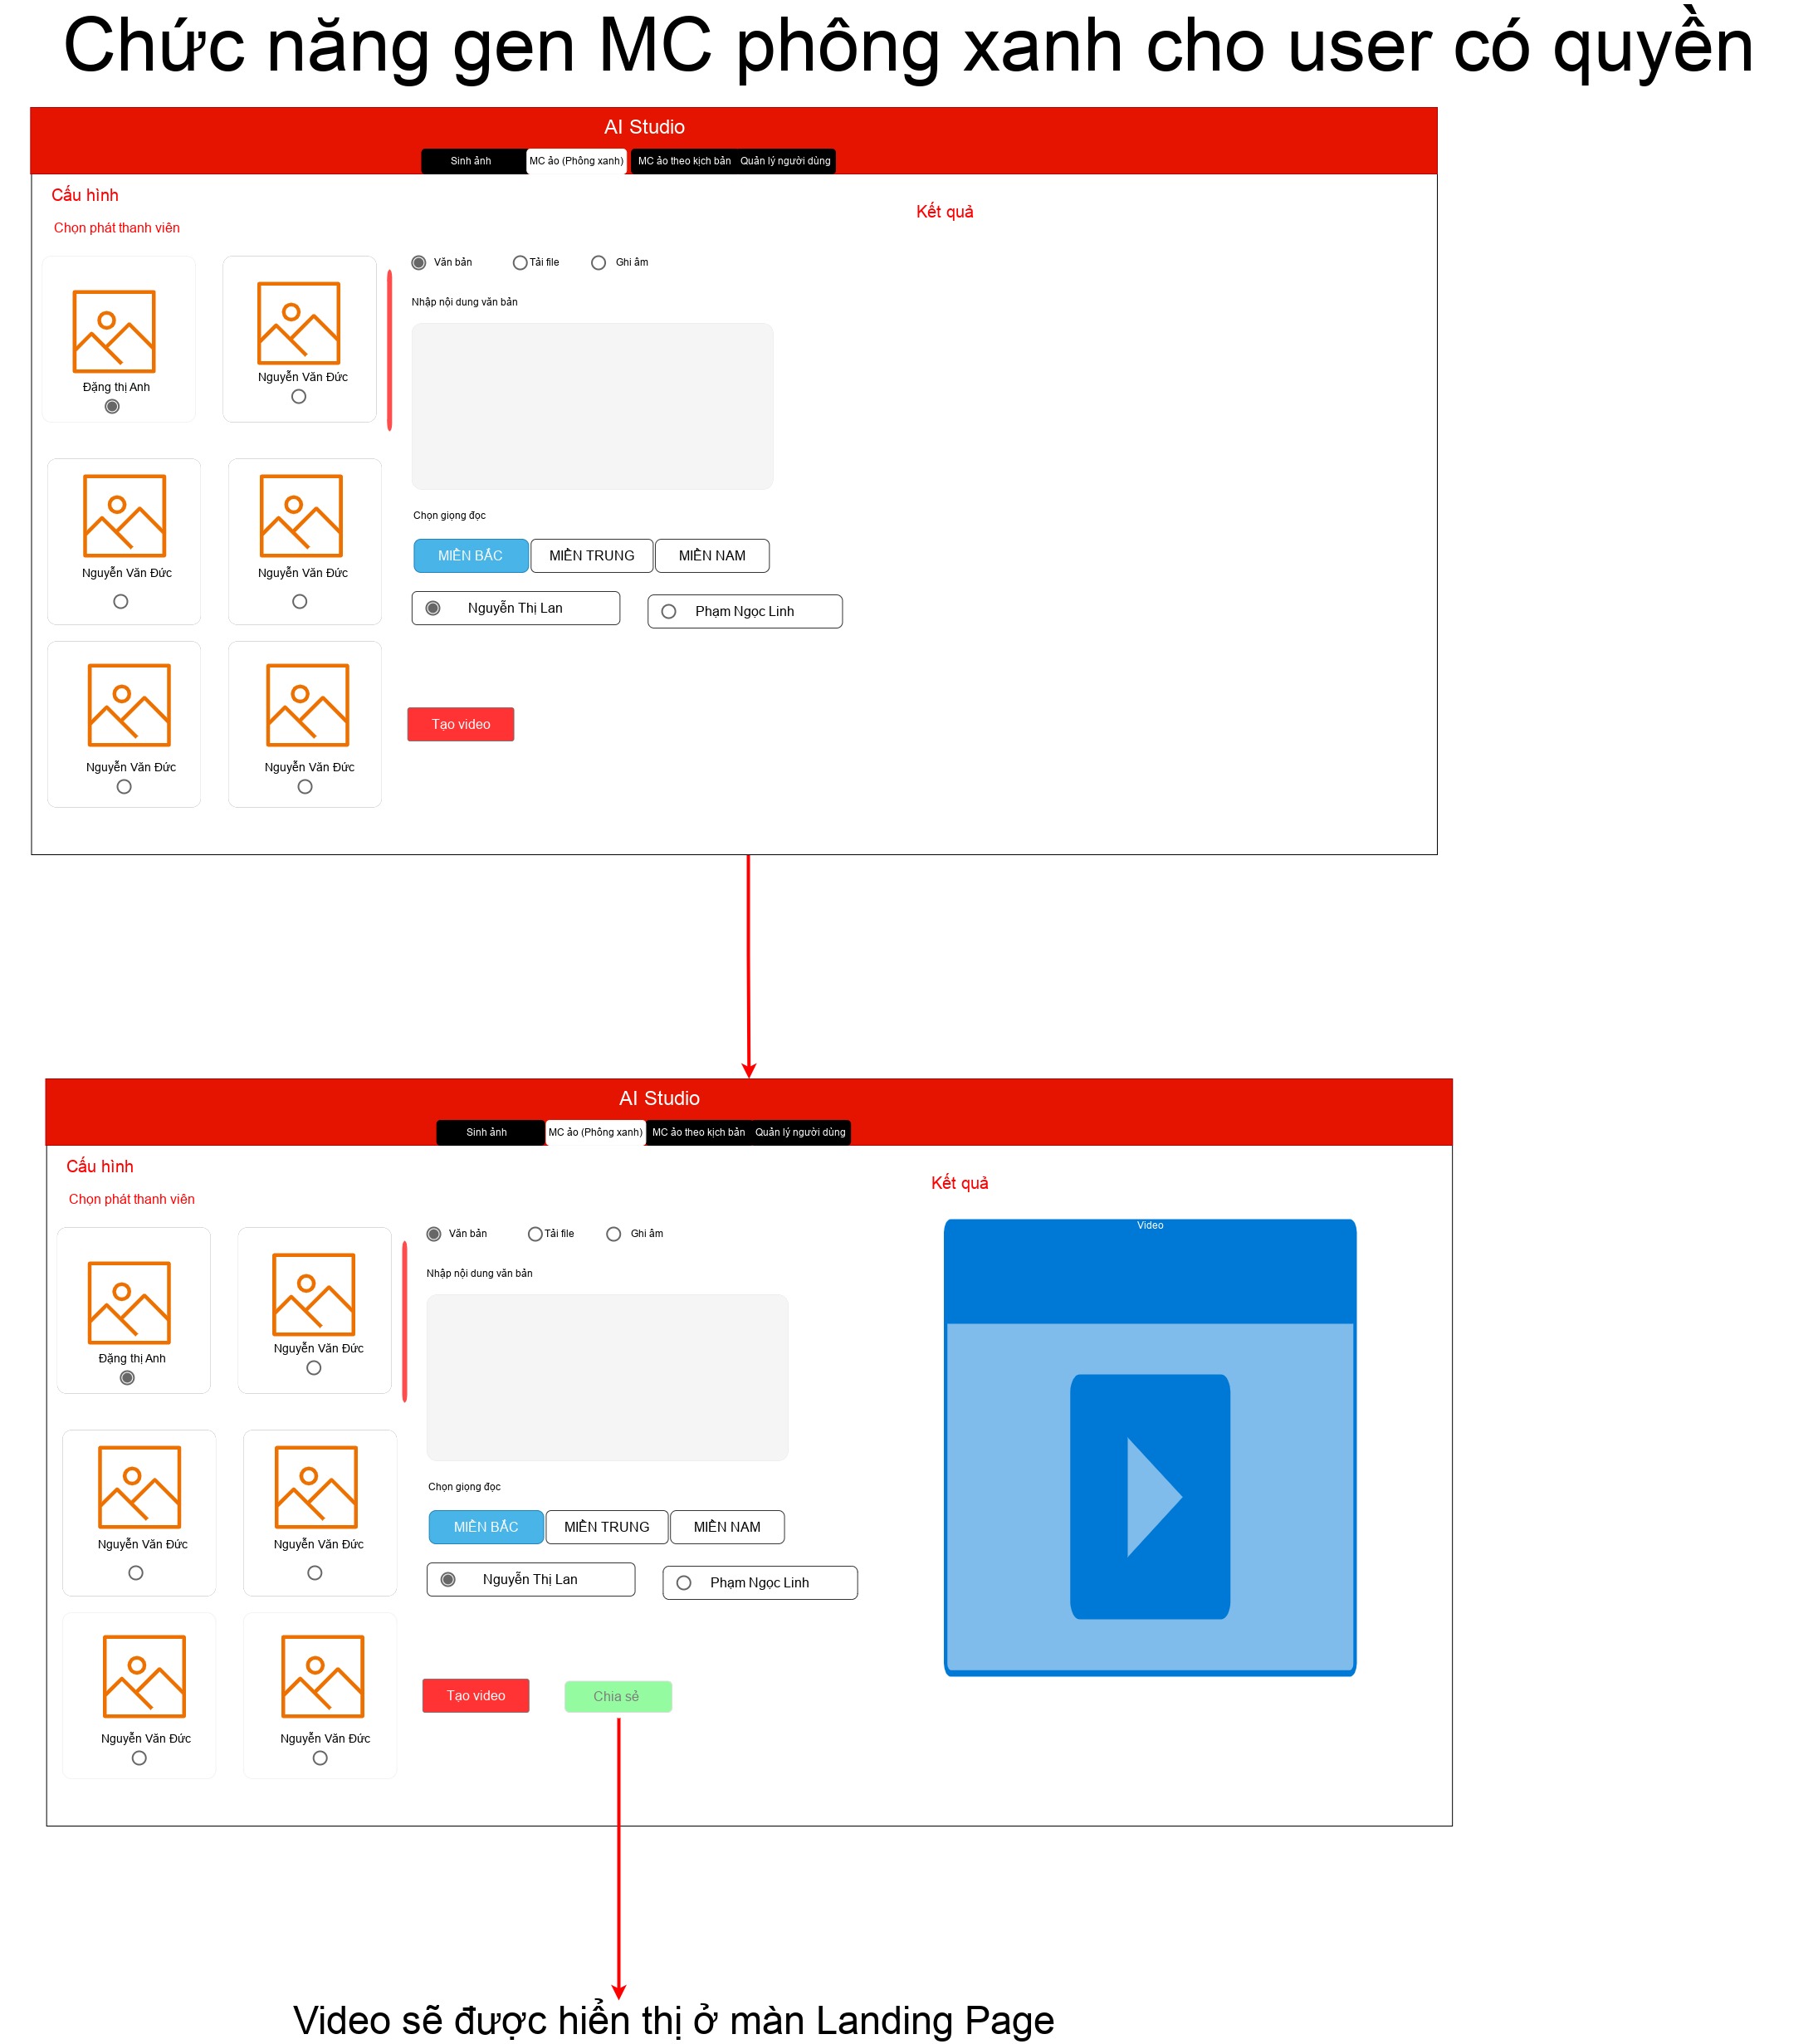 Chức năng gen MC phông xanh cho user có quyền
AI Studio
Sinh ảnh
MC ảo (Phông xanh)
MC ảo theo kịch bản
Quản lý người dùng
Cấu hình
Kết quả
Chọn phát thanh viên
Văn bản
Tải file
Ghi âm
Nhập nội dung văn bản
Đặng thị Anh
Nguyễn Văn Đức
Chọn giọng đọc
MIỀN BẮC
MIỀN TRUNG
MIỀN NAM
Nguyễn Văn Đức
Nguyễn Văn Đức
Nguyễn Thị Lan
Phạm Ngọc Linh
Tạo video
Nguyễn Văn Đức
Nguyễn Văn Đức
AI Studio
Sinh ảnh
MC ảo (Phông xanh)
MC ảo theo kịch bản
Quản lý người dùng
Cấu hình
Kết quả
Chọn phát thanh viên
Video
Văn bản
Tải file
Ghi âm
Nhập nội dung văn bản
Đặng thị Anh
Nguyễn Văn Đức
Chọn giọng đọc
MIỀN BẮC
MIỀN TRUNG
MIỀN NAM
Nguyễn Văn Đức
Nguyễn Văn Đức
Nguyễn Thị Lan
Phạm Ngọc Linh
Tạo video
Chia sẻ
Nguyễn Văn Đức
Nguyễn Văn Đức
Video sẽ được hiển thị ở màn Landing Page